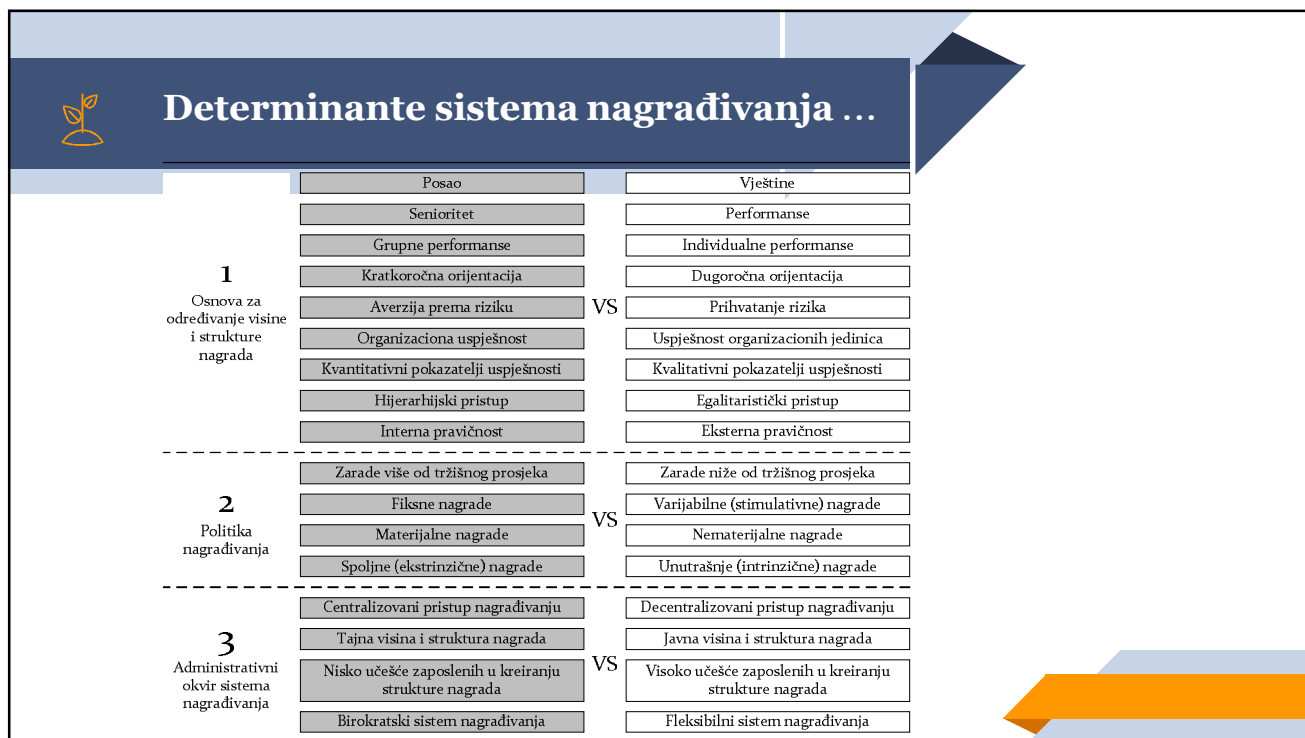 Determinante sistema nagrađivanja ...
Posao
Vještine
Senioritet
Performanse
Grupne performanse
Individualne performanse
1
Osnova za
određivanje visine
i strukture
nagrada
Kratkoročna orijentacija
Dugoročna orijentacija
Averzija prema riziku
VS
Prihvatanje rizika
Organizaciona uspješnost
Uspješnost organizacionih jedinica
Kvantitativni pokazatelji uspješnosti
Kvalitativni pokazatelji uspješnosti
Hijerarhijski pristup
Egalitaristički pristup
Interna pravičnost
Eksterna pravičnost
2
Politika
nagrađivanja
Zarade više od tržišnog prosjeka
Zarade niže od tržišnog prosjeka
Fiksne nagrade
VS
Varijabilne (stimulativne) nagrade
Materijalne nagrade
Nematerijalne nagrade
Spoljne (ekstrinzične) nagrade
Unutrašnje (intrinzične) nagrade
3
Administrativni
okvir sistema
nagrađivanja
Centralizovani pristup nagrađivanju
Decentralizovani pristup nagrađivanju
Tajna visina i struktura nagrada
VS
Javna visina i struktura nagrada
Nisko učešće zaposlenih u kreiranju
strukture nagrada
Visoko učešće zaposlenih u kreiranju
strukture nagrada
Birokratski sistem nagrađivanja
Fleksibilni sistem nagrađivanja